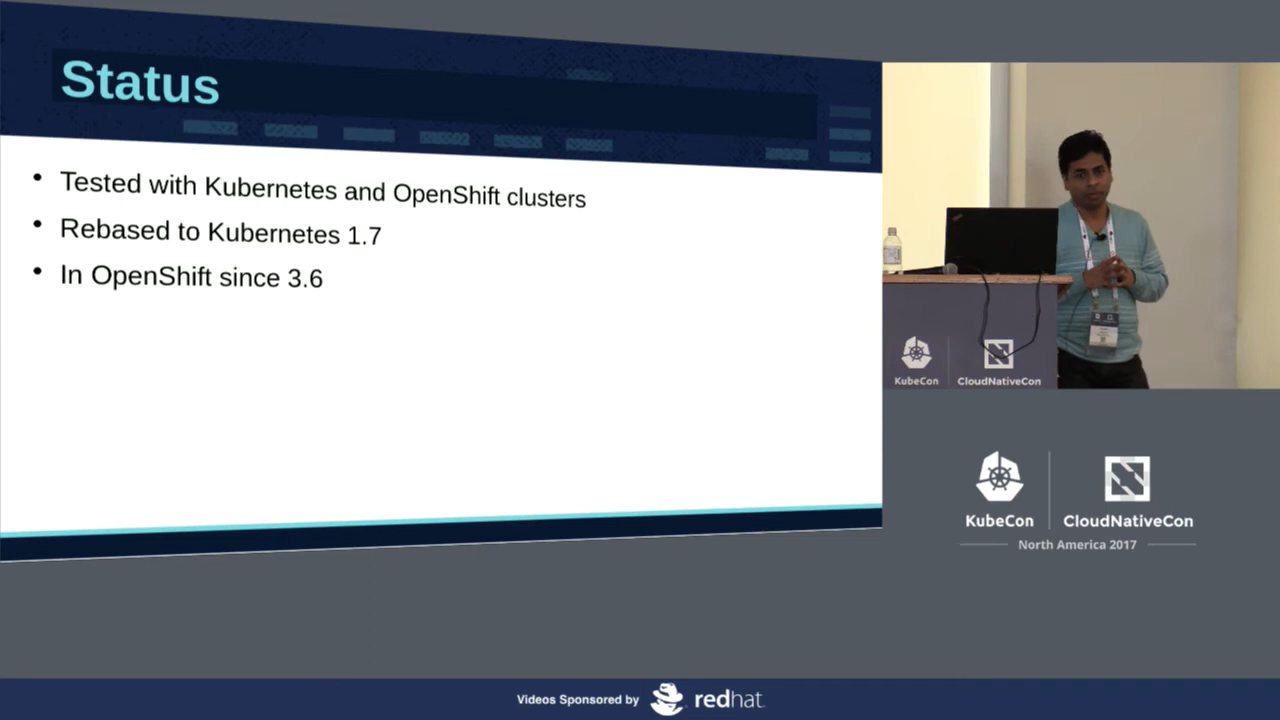 Status
• Tested with Kubernetes and OpenShift clusters
• Rebased to Kubernetes 1.7
• In OpenShift since 3.6
KubeCon
CloudNativeCon
KubeCon
CloudNativeCon
North America 2017
Videos Sponsored by
redhat.